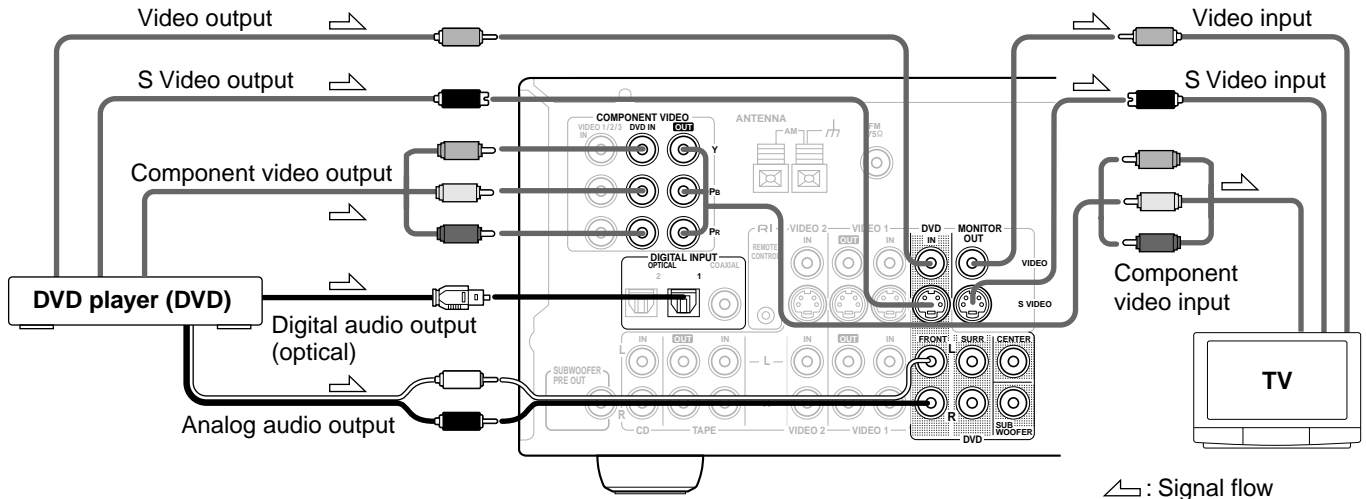 Video output
Video input
S Video output
S Video input
COMPONENT VIDEO
VIDEO 1/2/3
IN
DVD IN
OUT
ANTENNA
AM
FM
75Ω
Y
PB
PR
Component video output
RI
REMOTE
CONTROL
VIDEO 2
IN
VIDEO 1
OUT
IN
DVD
IN
MONITOR
OUT
VIDEO
S VIDEO
DIGITAL INPUT
OPTICAL
COAXIAL
2
1
Component
video input
DVD player (DVD)
Digital audio output
(optical)
TV
IN
OUT
IN
L
L
IN
OUT
IN
FRONT
SURR
CENTER
L
SUBWOOFER
PRE OUT
R
R
SUB
WOOFER
Analog audio output
CD
TAPE
VIDEO 2
VIDEO 1
DVD
: Signal flow